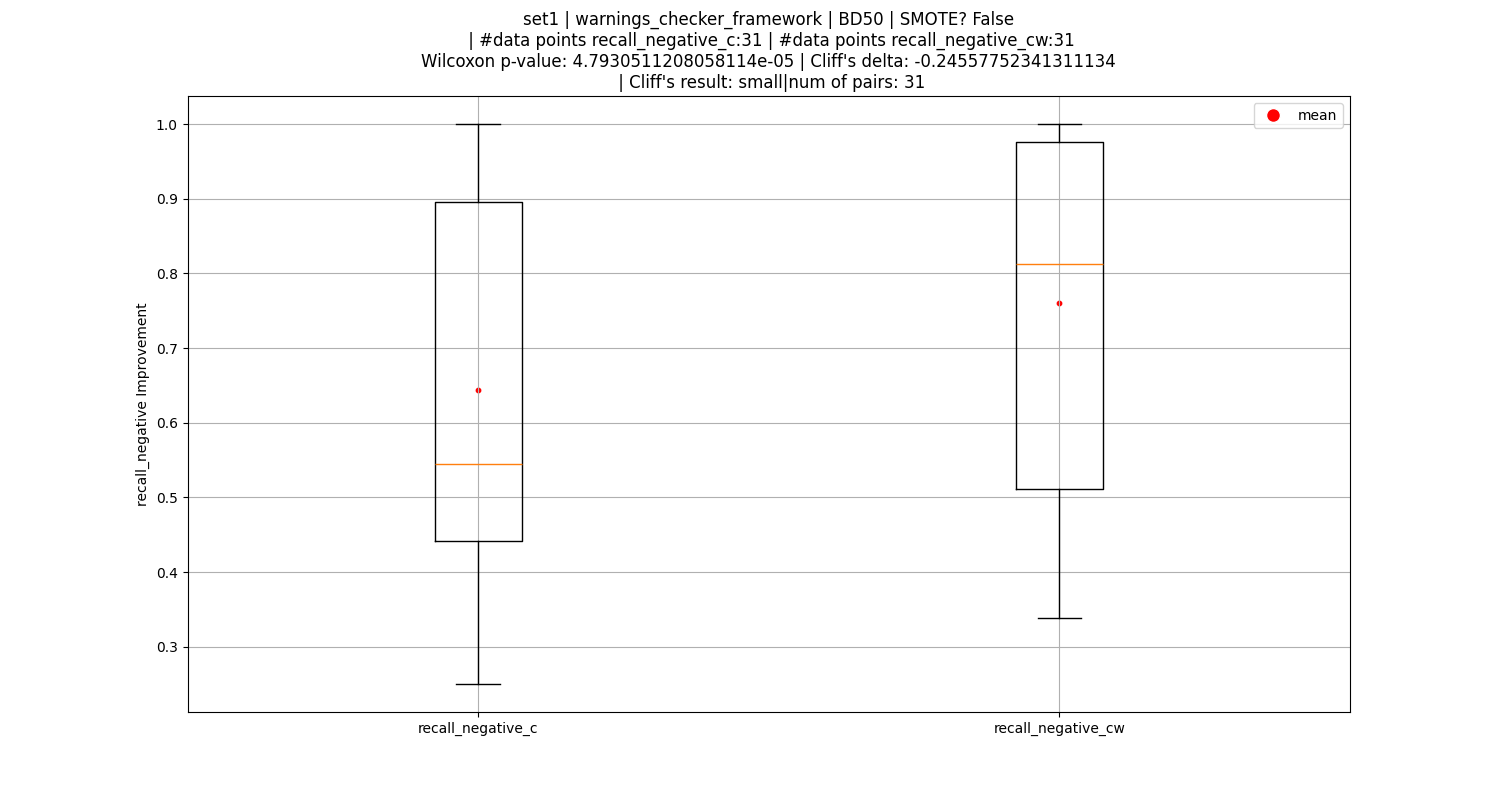 set1 | warnings_checker_framework | BD50 | SMOTE? False
| #data points recall_negative_c:31 | #data points recall_negative_cw:31
Wilcoxon p-value: 4.7930511208058114e-05 | Cliff's delta: -0.24557752341311134
| Cliff's result: small|num of pairs: 31
mean
1.0
0.9
0.8
0.7
0.6
0.5
0.4
0.3
recall_negative Improvement
recall_negative_c
recall_negative_cw